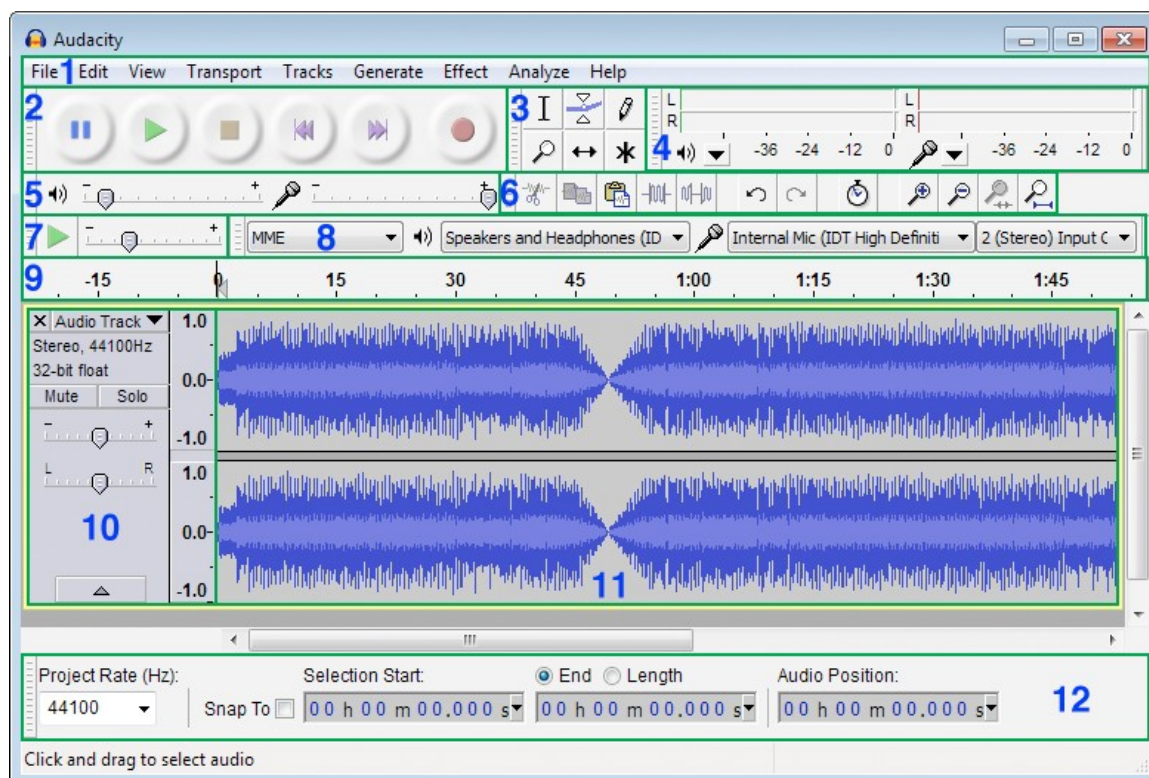 Audacity
File 1 Edit View Transport Tracks Generate Effect Analyze Help
2
3
L
R
L
R
4 -36 -24 -12 0 -36 -24 -12 0
5 - + - +
6
7 - +
MME 8 Speakers and Headphones (ID Internal Mic (IDT High Definiti 2 (Stereo) Input C
9 -15 0 15 30 45 1:00 1:15 1:30 1:45
X Audio Track 1.0
Stereo, 44100Hz
32-bit float
0.0
Mute Solo
- + -1.0
L R 1.0
10 0.0
11
-1.0
Project Rate (Hz): Selection Start: End Length Audio Position:
44100 Snap To 00 h 00 m 00.000 s 00 h 00 m 00.000 s 00 h 00 m 00.000 s 12
Click and drag to select audio